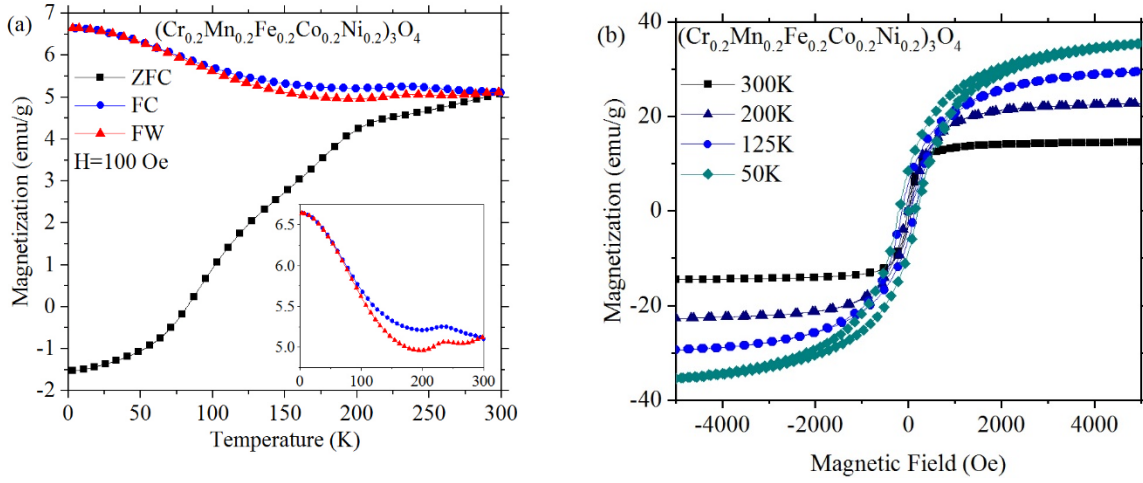 (a)
(Cr0.2Mn0.2Fe0.2Co0.2Ni0.2)3O4
7
6
5
4
3
2
1
0
-1
-2
Magnetization (emu/g)
ZFC
FC
FW
H=100 Oe
6.5
6.0
5.5
5.0
0 100 200 300
0 50 100 150 200 250 300
Temperature (K)
(b)
(Cr0.2Mn0.2Fe0.2Co0.2Ni0.2)3O4
40
20
0
-20
-40
Magnetization (emu/g)
300K
200K
125K
50K
-4000 -2000 0 2000 4000
Magnetic Field (Oe)